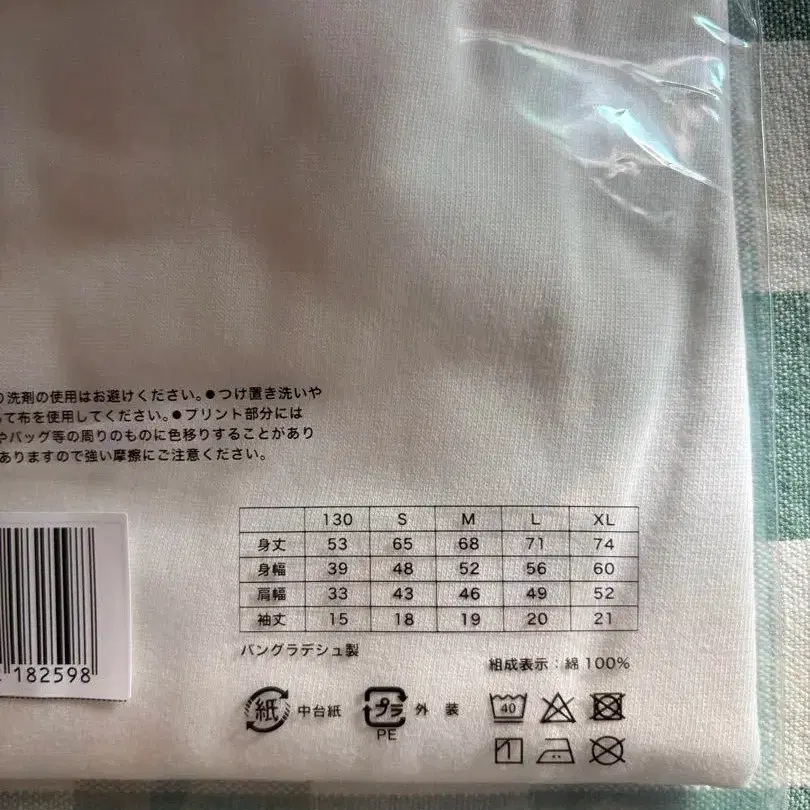 り洗剤の使用はお避けください。●つけ置き洗いや
て布を使用してください。●プリント部分には
やバッグ等の周りのものに色移りすることがあり
ありますので強い摩擦にご注意ください。
130 S M L XL
身丈 53 65 68 71 74
身幅 39 48 52 56 60
肩幅 33 43 46 49 52
袖丈 15 18 19 20 21
バングラデシュ製
組成表示：綿100%
182598
紙 中台紙 プラ 外 装 40
PE